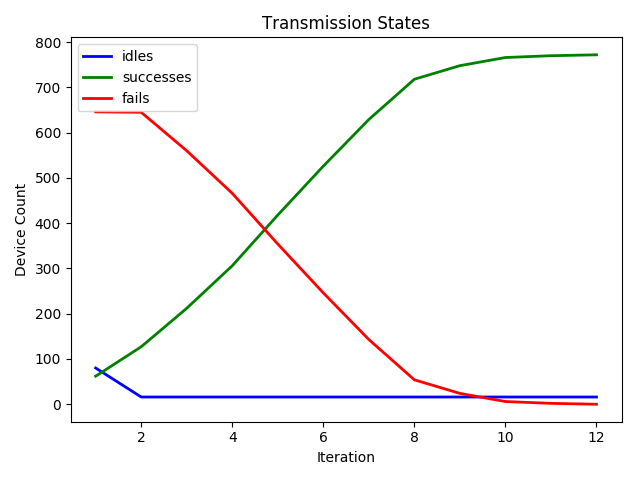 Transmission States
idles
successes
fails
Device Count
800
700
600
500
400
300
200
100
0
2 4 6 8 10 12
Iteration